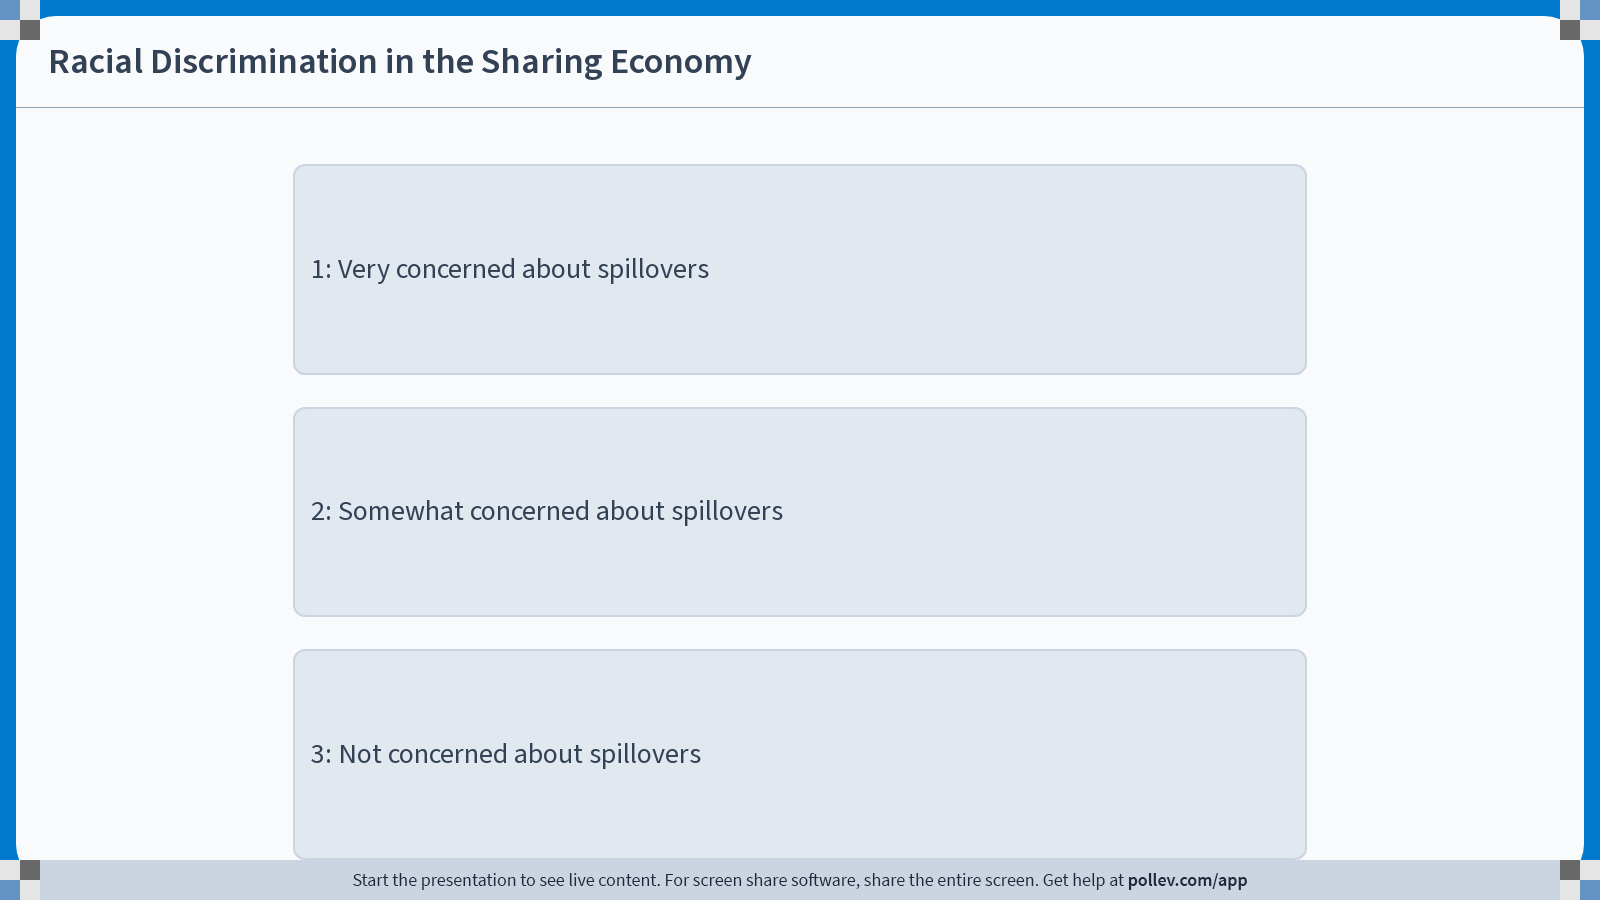 Racial Discrimination in the Sharing Economy
1: Very concerned about spillovers
2: Somewhat concerned about spillovers
3: Not concerned about spillovers
Start the presentation to see live content. For screen share software, share the entire screen. Get help at pollev.com/app